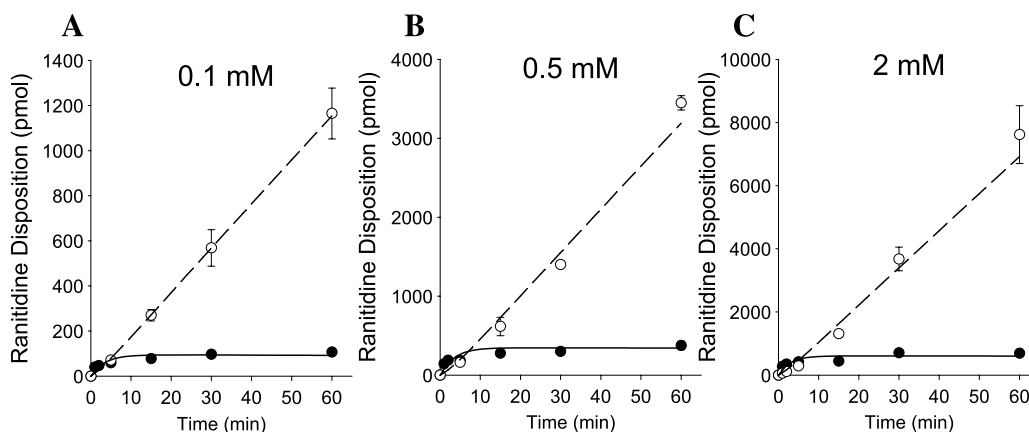 A
0.1 mM
Ranitidine Disposition (pmol)
1400
1200
1000
800
600
400
200
0
0 10 20 30 40 50 60
Time (min)
B
0.5 mM
Ranitidine Disposition (pmol)
4000
3000
2000
1000
0
0 10 20 30 40 50 60
Time (min)
C
2 mM
Ranitidine Disposition (pmol)
10000
8000
6000
4000
2000
0
0 10 20 30 40 50 60
Time (min)